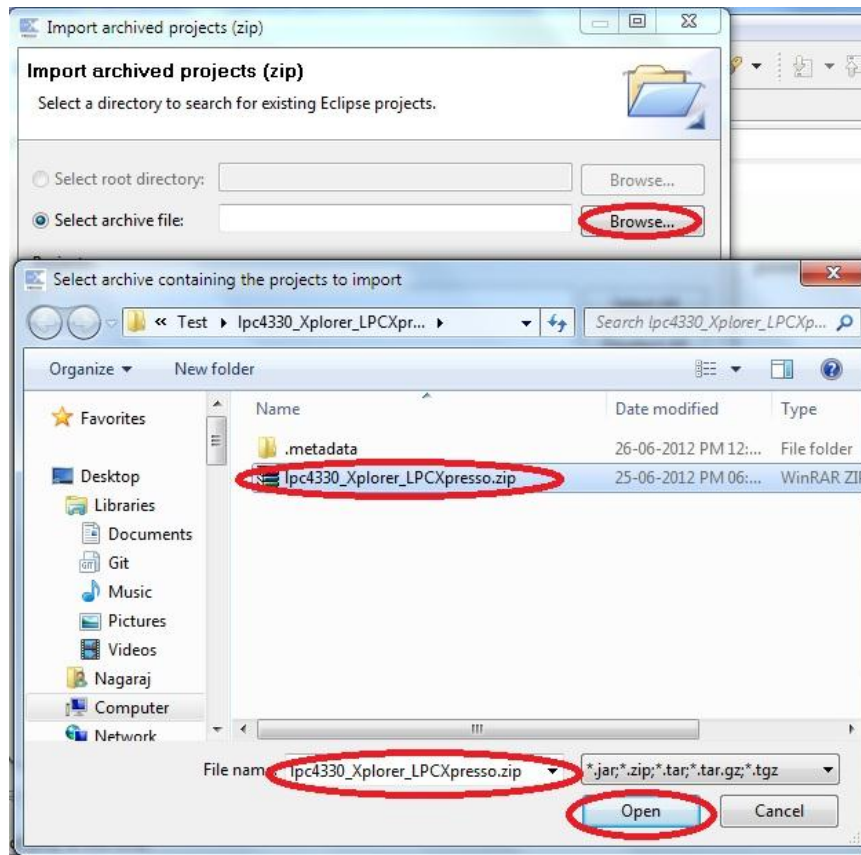 Import archived projects (zip)
Import archived projects (zip)
Select a directory to search for existing Eclipse projects.
Select root directory:
Browse...
Select archive file:
Browse...
Select archive containing the projects to import
« Test lpc4330_Xplorer_LPCXpr...
Search lpc4330_Xplorer_LPCXp...
Organize New folder
Name Date modified Type
Favorites
.metadata 26-06-2012 PM 12:... File folder
Desktop
lpc4330_Xplorer_LPCXpresso.zip 25-06-2012 PM 06:... WinRAR ZI
Libraries
Documents
Git
Music
Pictures
Videos
Nagaraj
Computer
Network
File nam lpc4330_Xplorer_LPCXpresso.zip
*.jar;*.zip;*.tar;*.tar.gz;*.tgz
Open Cancel